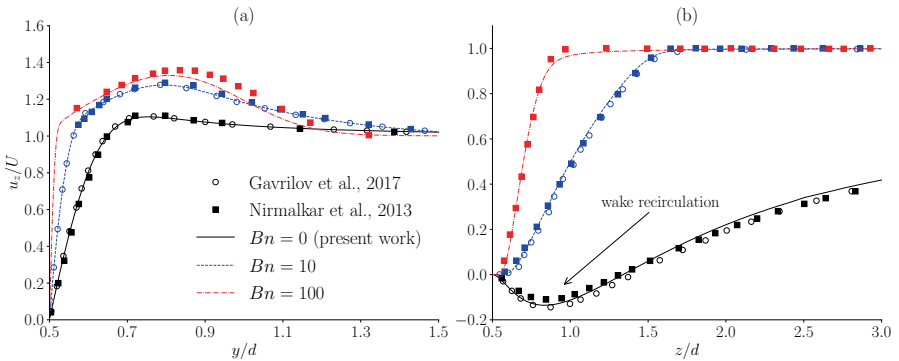 (a)
1.6
1.4
1.2
1.0
0.8
0.6
0.4
0.2
0.0
u_z/U
Gavrilov et al., 2017
Nirmalkar et al., 2013
Bn = 0 (present work)
Bn = 10
Bn = 100
0.5 0.7 0.9 1.1 1.3 1.5
y/d
(b)
1.0
0.8
0.6
0.4
0.2
0.0
−0.2
wake recirculation
0.5 1.0 1.5 2.0 2.5 3.0
z/d